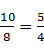 10/8 = 5/4